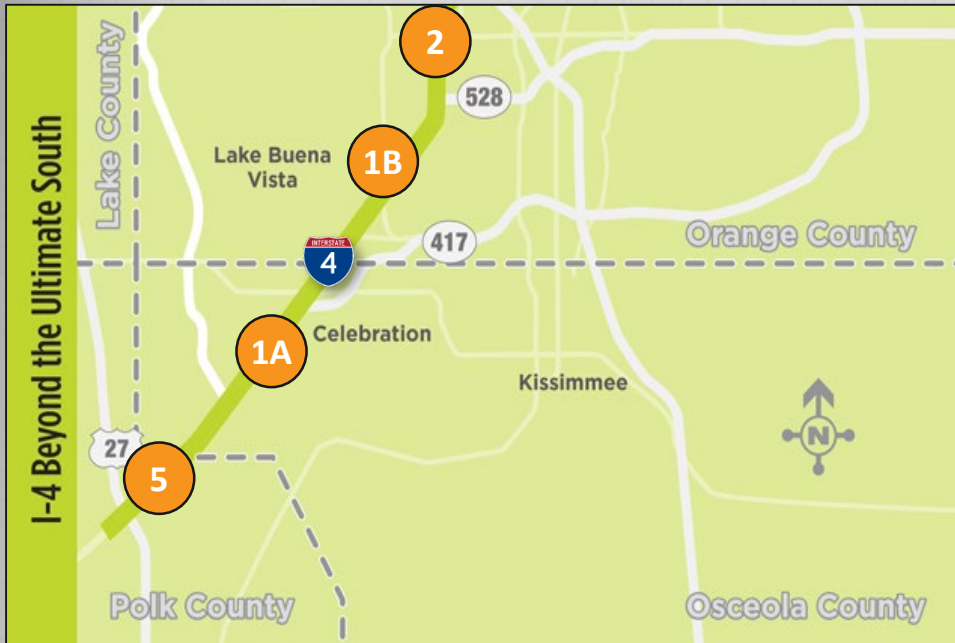 I-4 Beyond the Ultimate South
Lake County
2
528
Lake Buena
Vista
1B
417
Orange County
INTERSTATE
4
Celebration
1A
Kissimmee
N
27
5
Polk County
Osceola County